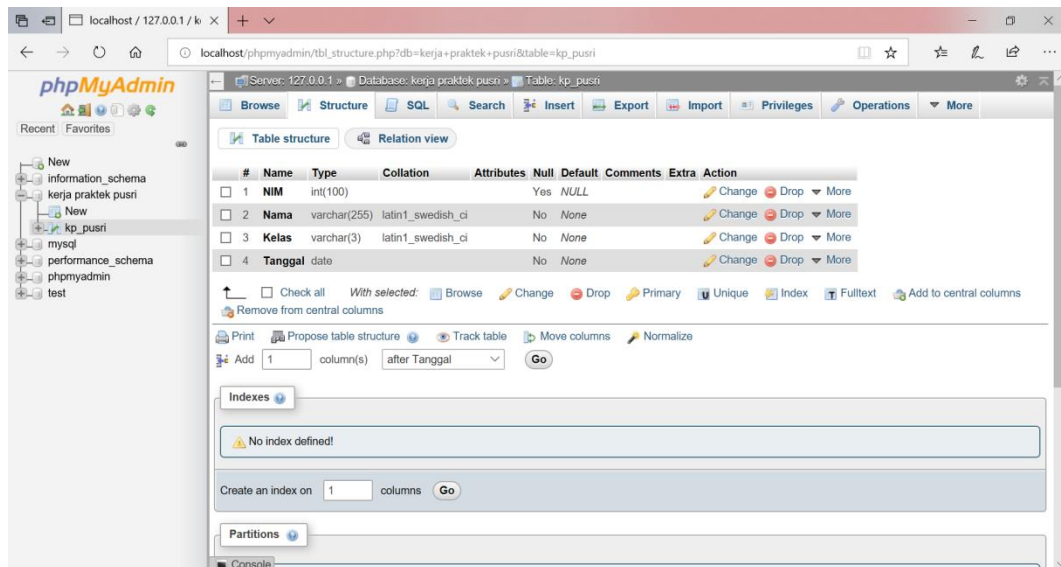 localhost / 127.0.0.1 / k
localhost/phpmyadmin/tbl_structure.php?db=kerja+praktek+pusri&table=kp_pusri
phpMyAdmin
Recent Favorites
New
information_schema
kerja praktek pusri
New
kp_pusri
mysql
performance_schema
phpmyadmin
test
Server: 127.0.0.1 » Database: kerja praktek pusri » Table: kp_pusri
Browse Structure SQL Search Insert Export Import Privileges Operations More
Table structure Relation view
# Name Type Collation Attributes Null Default Comments Extra Action
1 NIM int(100) Yes NULL Change Drop More
2 Nama varchar(255) latin1_swedish_ci No None Change Drop More
3 Kelas varchar(3) latin1_swedish_ci No None Change Drop More
4 Tanggal date No None Change Drop More
Check all With selected: Browse Change Drop Primary Unique Index Fulltext Add to central columns
Remove from central columns
Print Propose table structure Track table Move columns Normalize
Add 1 column(s) after Tanggal Go
Indexes
No index defined!
Create an index on 1 columns Go
Partitions
Console